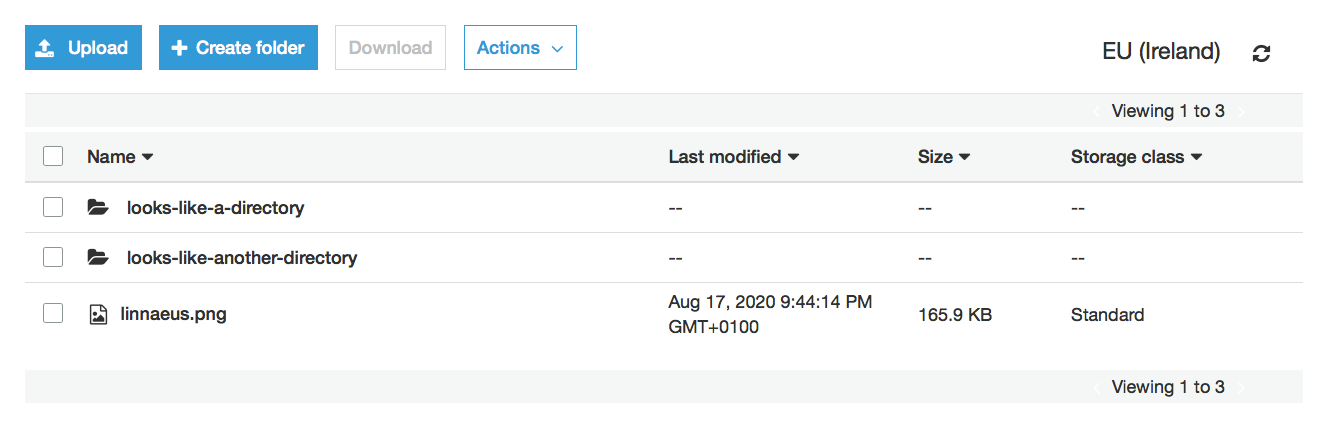 Upload Create folder Download Actions EU (Ireland)
Viewing 1 to 3
Name Last modified Size Storage class
looks-like-a-directory -- -- --
looks-like-another-directory -- -- --
linnaeus.png Aug 17, 2020 9:44:14 PM 165.9 KB Standard
GMT+0100
Viewing 1 to 3